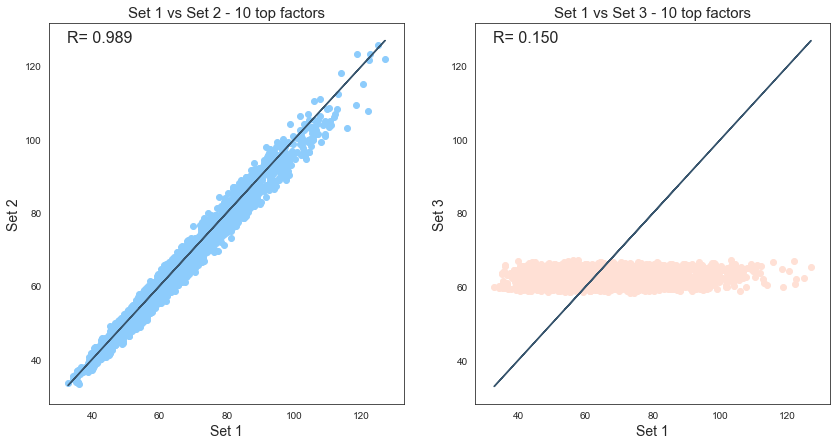 Set 1 vs Set 2 - 10 top factors
R= 0.989
120
100
80
60
40
Set 2
40 60 80 100 120
Set 1
Set 1 vs Set 3 - 10 top factors
R= 0.150
120
100
80
60
40
Set 3
40 60 80 100 120
Set 1